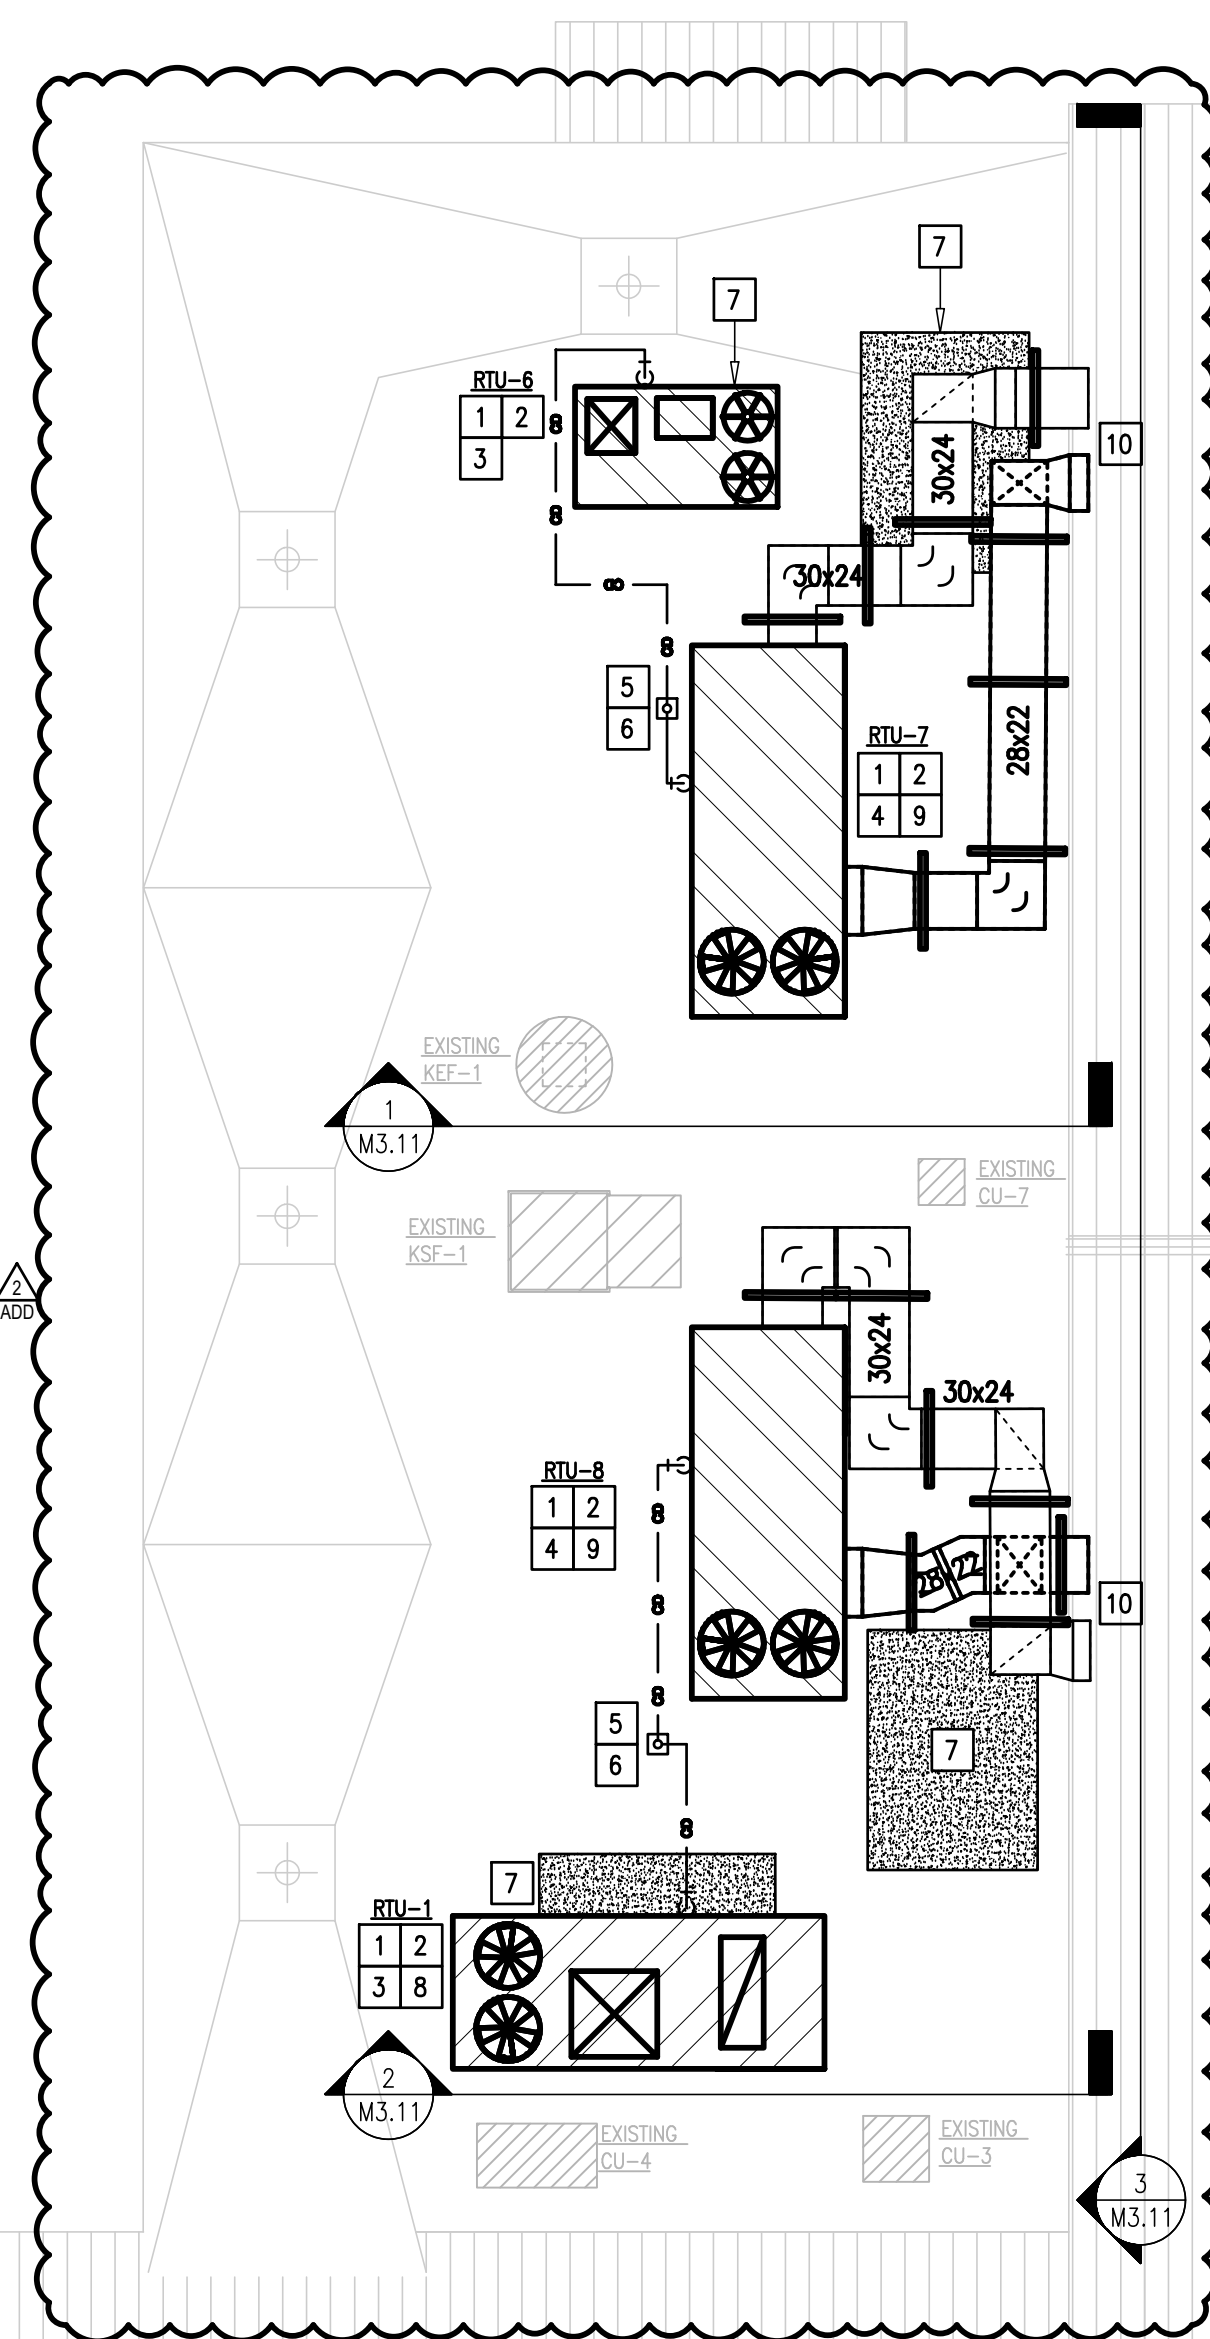 7
7
RTU-6
1 2
3
10
30x24
30x24
5
6
RTU-7
1 2
4 9
28x22
EXISTING
KEF-1
1
M3.11
EXISTING
CU-7
EXISTING
KSF-1
2
ADD
30x24
30x24
RTU-8
1 2
4 9
28x22
10
5
6
7
7
RTU-1
1 2
3 8
2
M3.11
EXISTING
CU-4
EXISTING
CU-3
3
M3.11